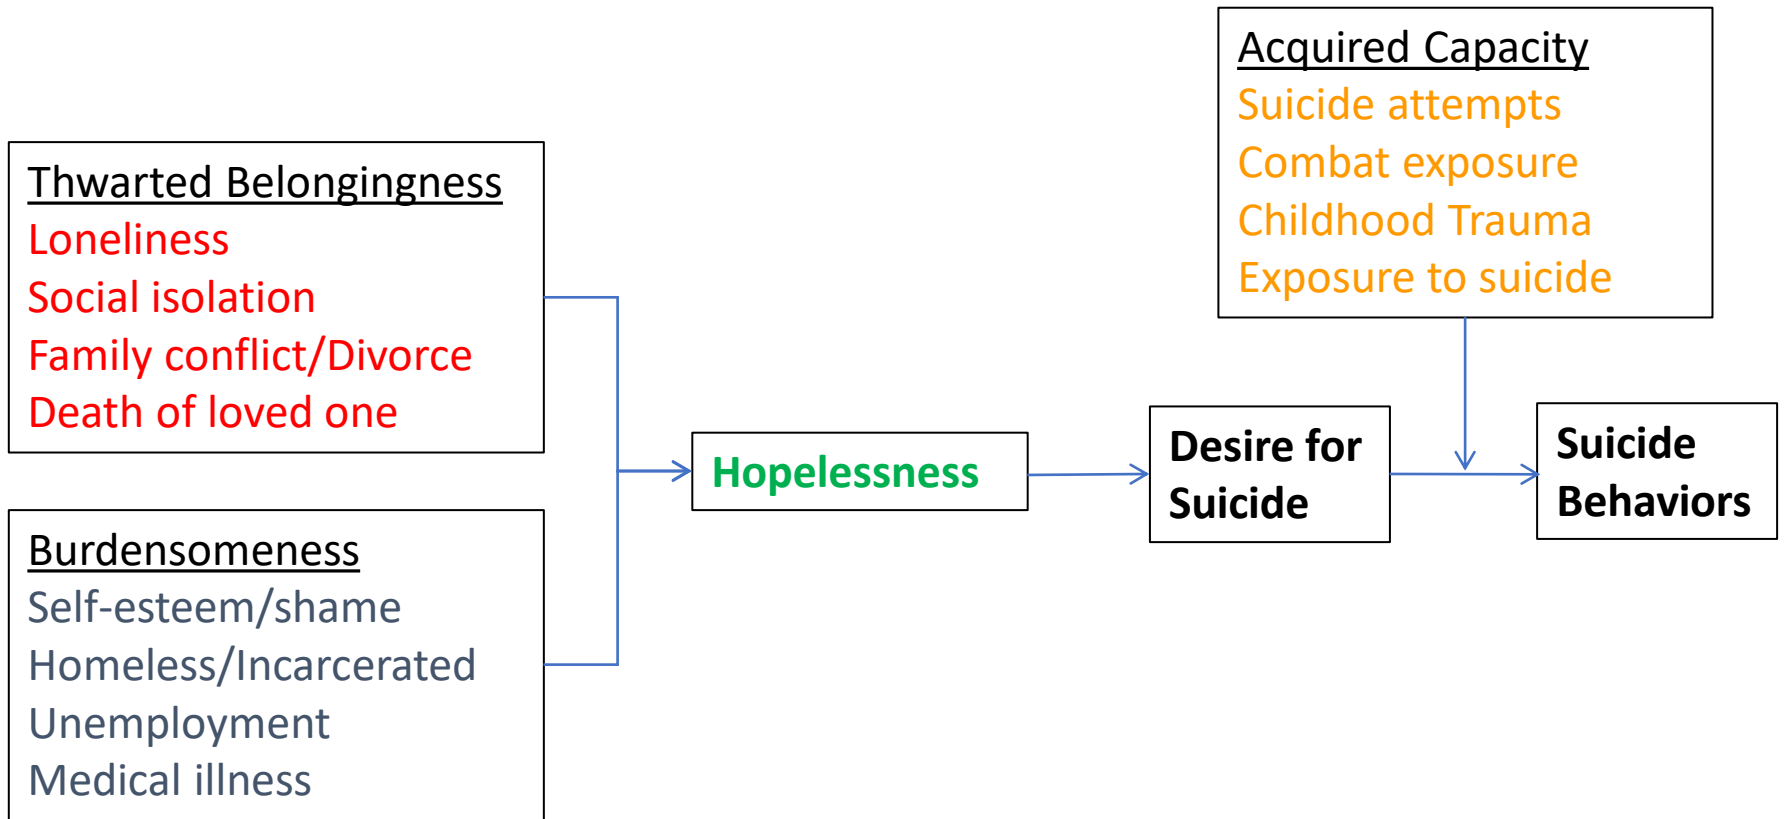 Thwarted Belongingness
Loneliness
Social isolation
Family conflict/Divorce
Death of loved one
Burdensomeness
Self-esteem/shame
Homeless/Incarcerated
Unemployment
Medical illness
Hopelessness
Desire for
Suicide
Acquired Capacity
Suicide attempts
Combat exposure
Childhood Trauma
Exposure to suicide
Suicide
Behaviors